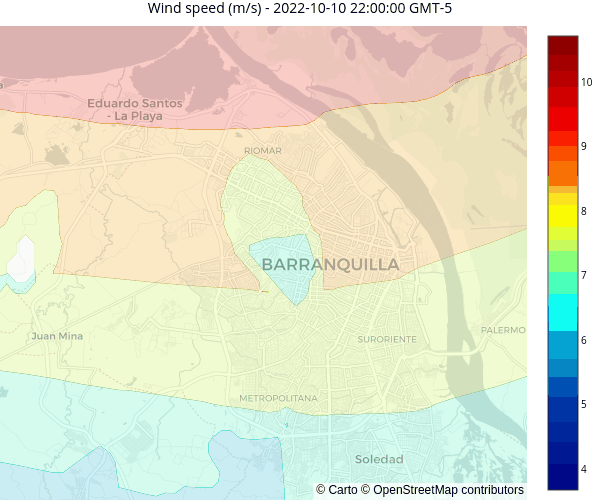 Wind speed (m/s) - 2022-10-10 22:00:00 GMT-5
Eduardo Santos
- La Playa
RIOMAR
BARRANQUILLA
Juan Mina
SURORIENTE
PALERMO
METROPOLITANA
Soledad
© Carto © OpenStreetMap contributors
10
9
8
7
6
5
4